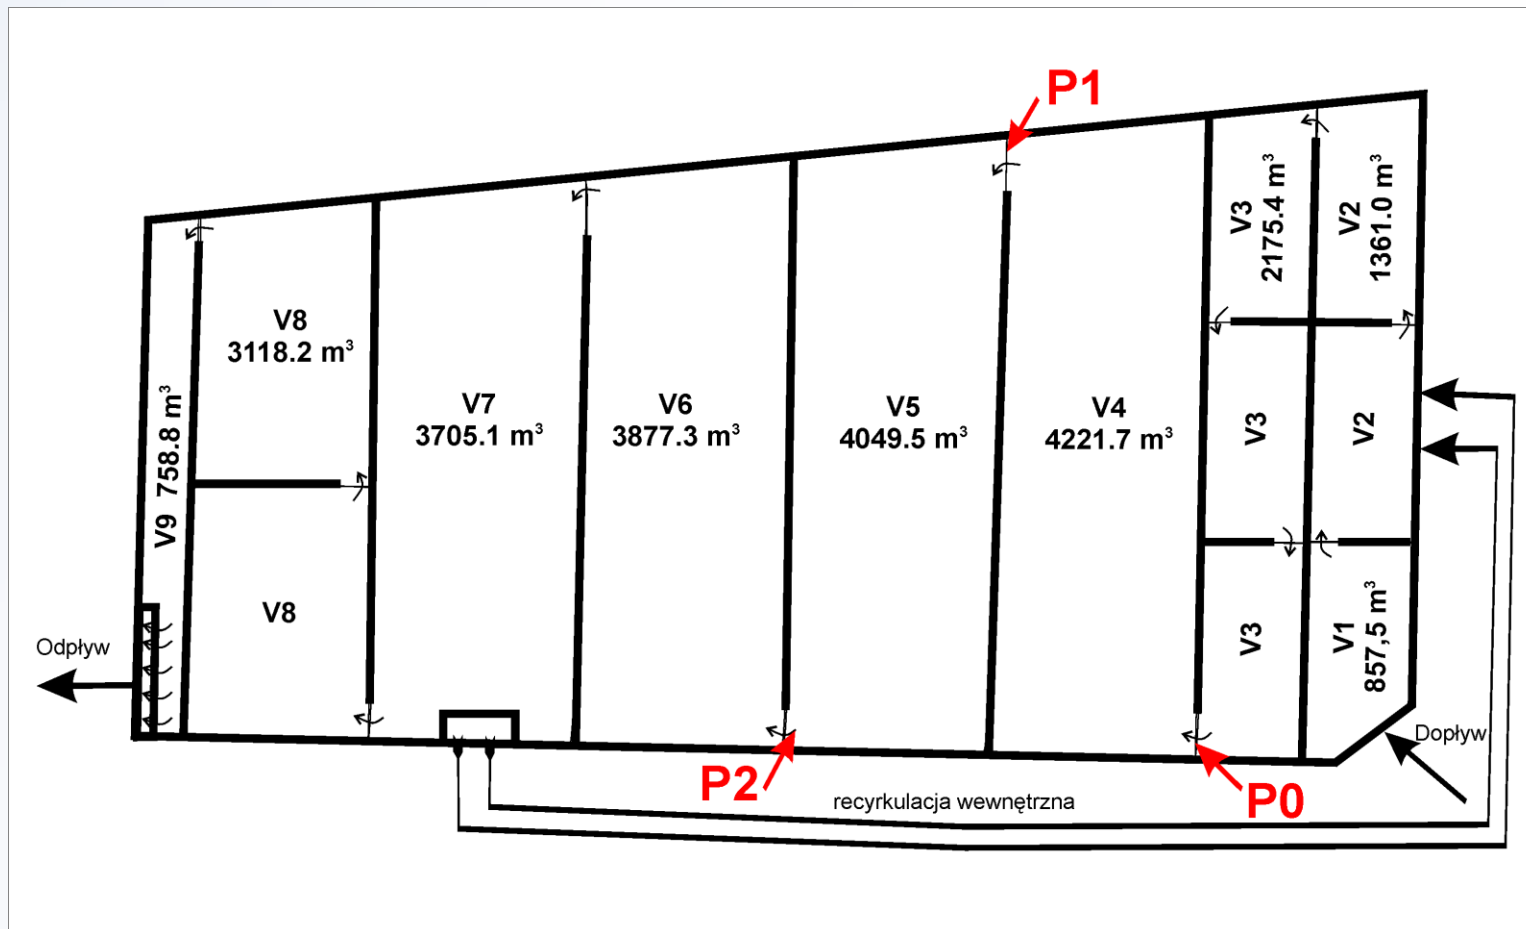 P1
V3
2175.4 m³
V2
1361.0 m³
V8
3118.2 m³
V9 758.8 m³
V7
3705.1 m³
V6
3877.3 m³
V5
4049.5 m³
V4
4221.7 m³
V3
V2
V8
V3
V1
857,5 m³
Odpływ
Dopływ
P2
recyrkulacja wewnętrzna
P0